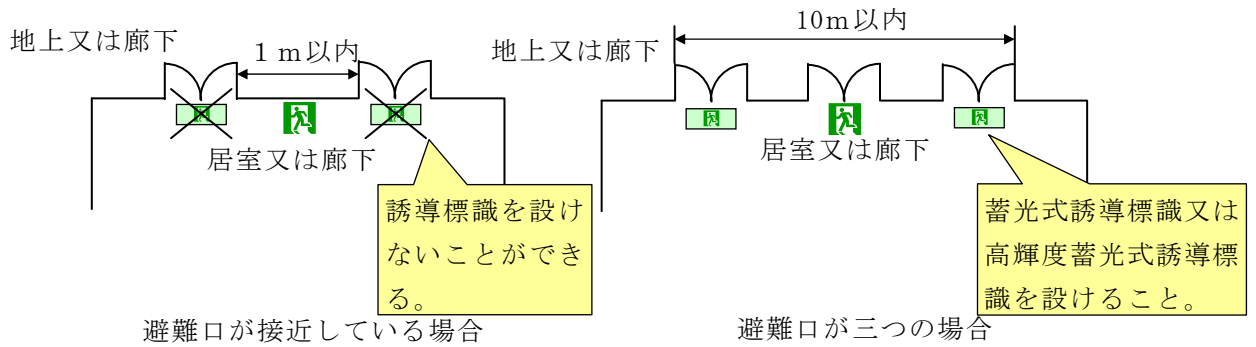 地上又は廊下
1 m以内
居室又は廊下
誘導標識を設け
ないことができ
る。
避難口が接近している場合
10m以内
地上又は廊下
居室又は廊下
蓄光式誘導標識又は
高輝度蓄光式誘導標
識を設けること。
避難口が三つの場合